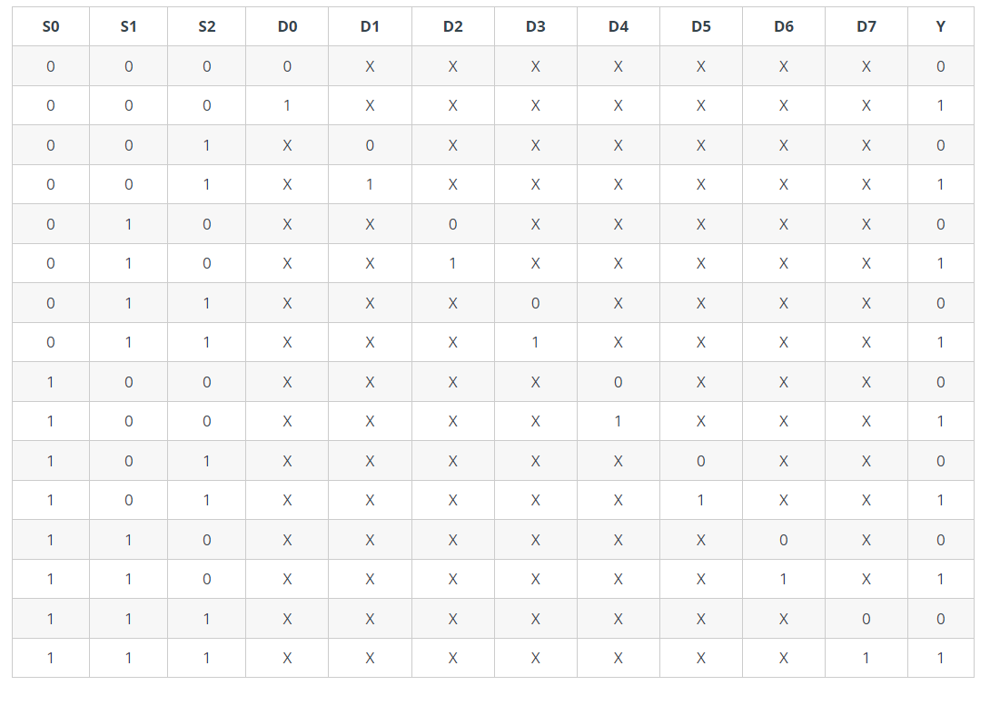 S0 S1 S2 D0 D1 D2 D3 D4 D5 D6 D7 Y
0 0 0 0 X X X X X X X 0
0 0 0 1 X X X X X X X 1
0 0 1 X 0 X X X X X X 0
0 0 1 X 1 X X X X X X 1
0 1 0 X X 0 X X X X X 0
0 1 0 X X 1 X X X X X 1
0 1 1 X X X 0 X X X X 0
0 1 1 X X X 1 X X X X 1
1 0 0 X X X X 0 X X X 0
1 0 0 X X X X 1 X X X 1
1 0 1 X X X X X 0 X X 0
1 0 1 X X X X X 1 X X 1
1 1 0 X X X X X X 0 X 0
1 1 0 X X X X X X 1 X 1
1 1 1 X X X X X X X 0 0
1 1 1 X X X X X X X 1 1